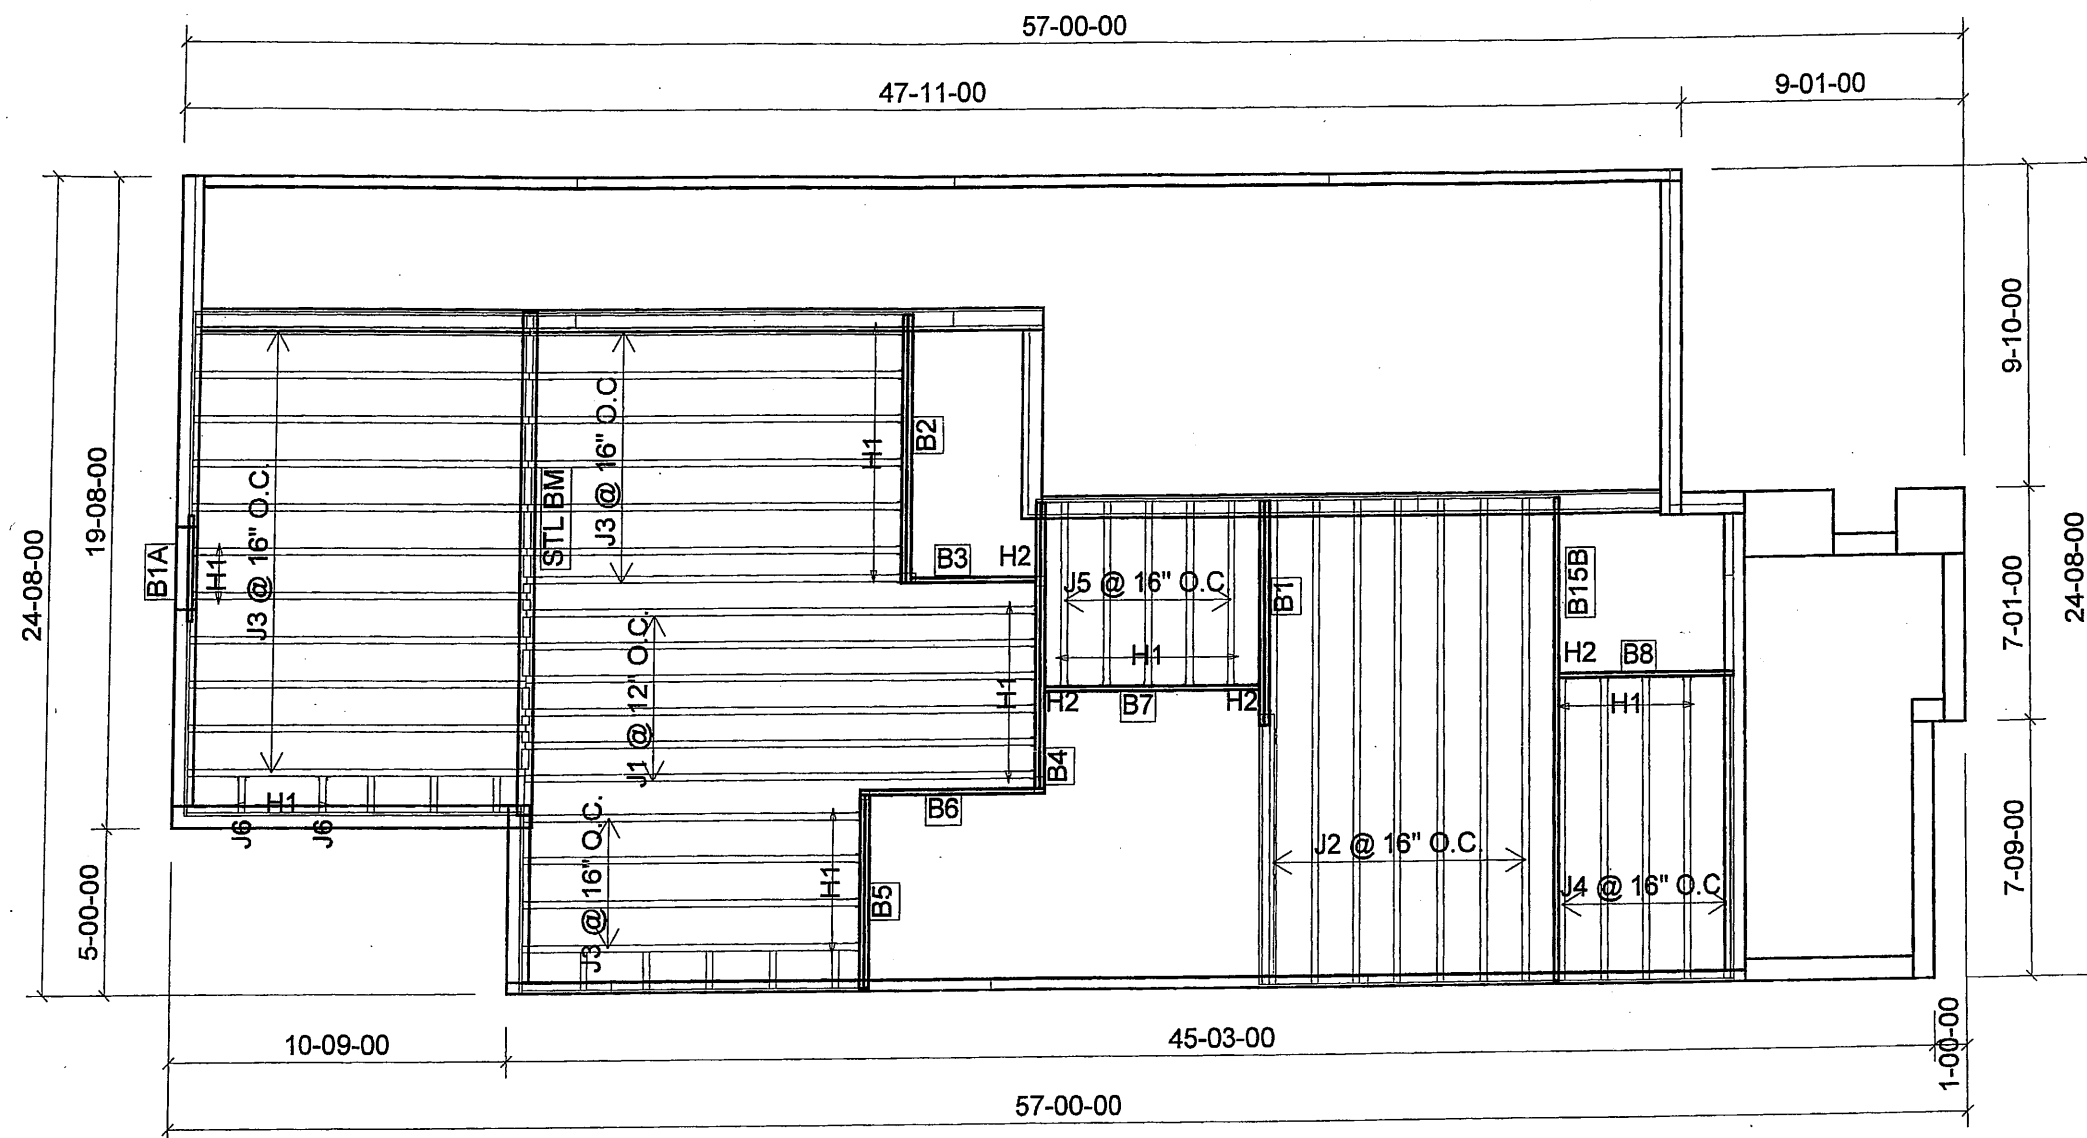 57-00-00
47-11-00
9-01-00
24-08-00
19-08-00
5-00-00
9-10-00
7-01-00
7-09-00
24-08-00
J3 @ 16" O.C.
STL BM
J3 @ 16" O.C.
H1
B2
B1A
H1
B3
H2
J5 @ 16" O.C
B1
B15B
H1
H2
B8
H1
J1 @ 12" O.C.
H1
H2
B7
H2
B4
H1
J6
J6
B6
J3 @ 16" O.C.
H1
B5
J2 @ 16" O.C.
J4 @ 16" O.C
10-09-00
45-03-00
1-00-00
57-00-00